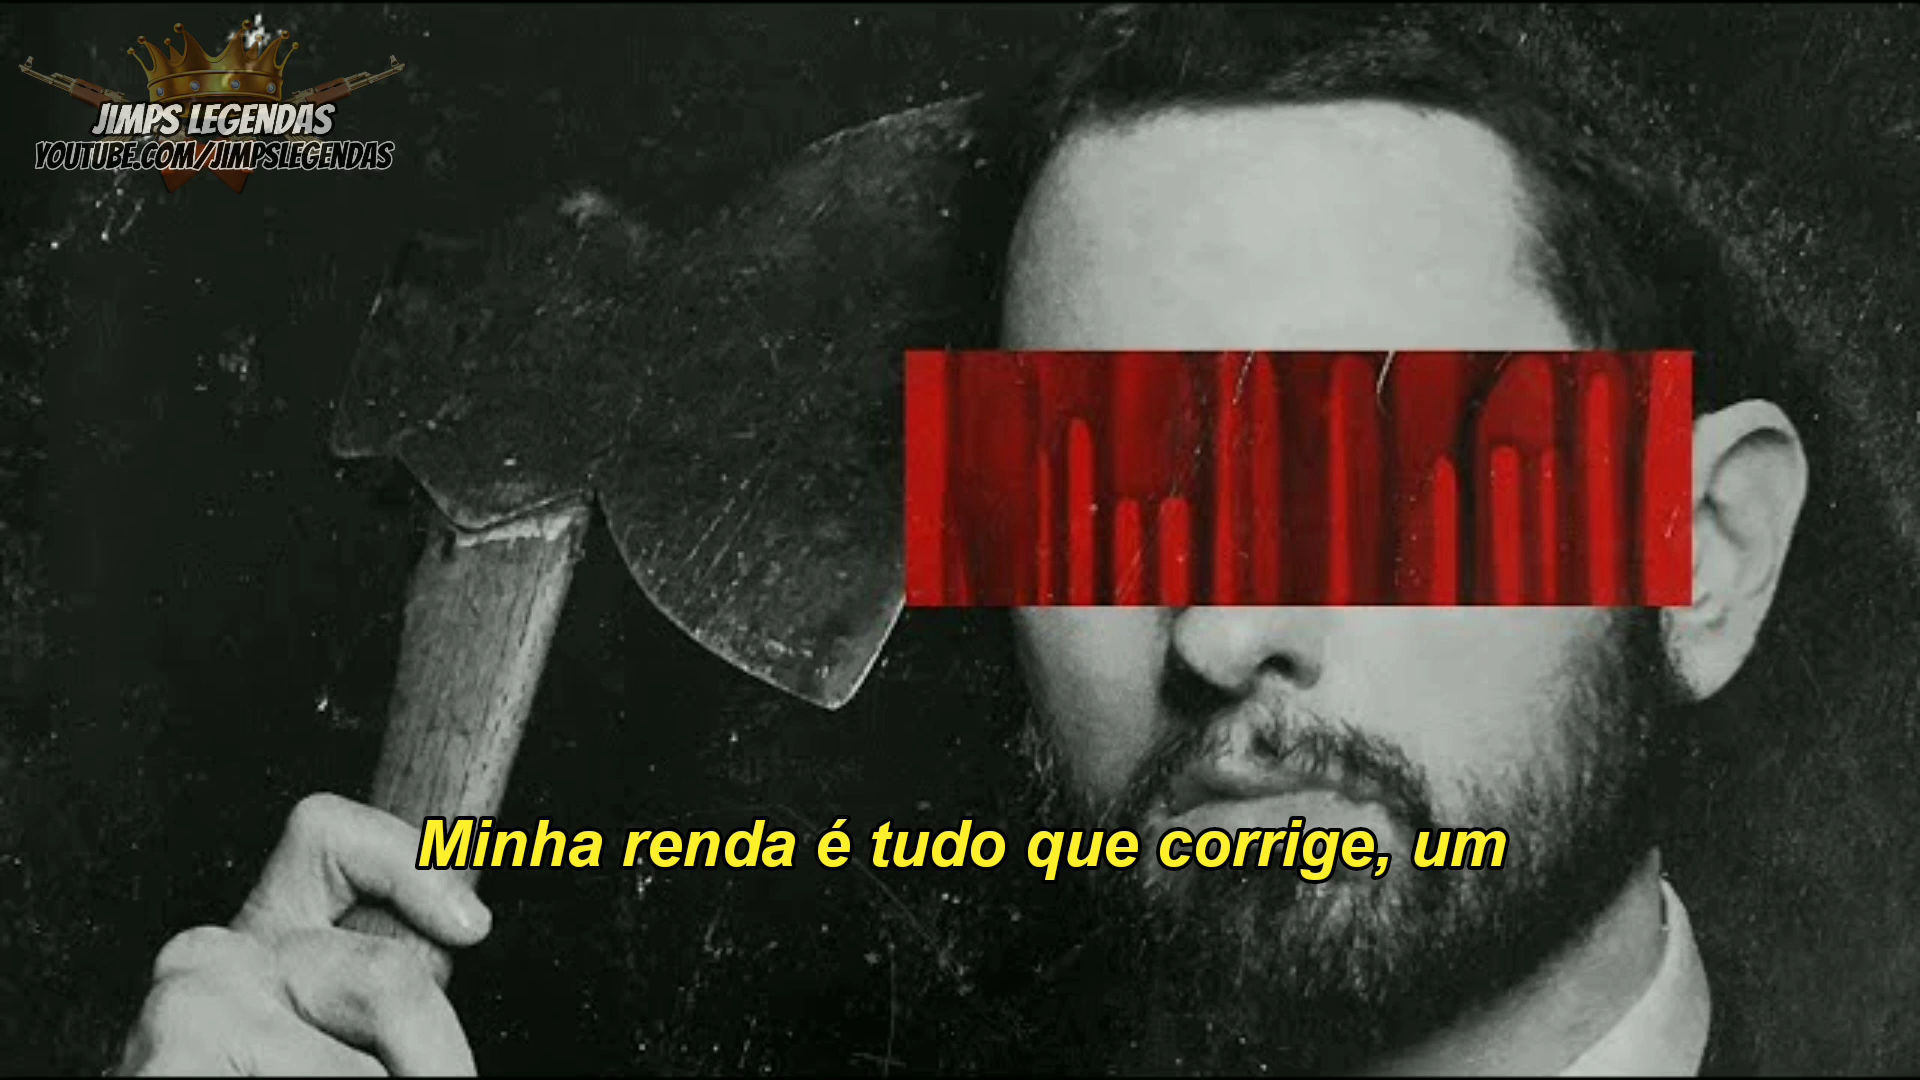 JIMPS LEGENDAS
YOUTUBE.COM/JIMPSLEGENDAS
Minha renda é tudo que corrige, um